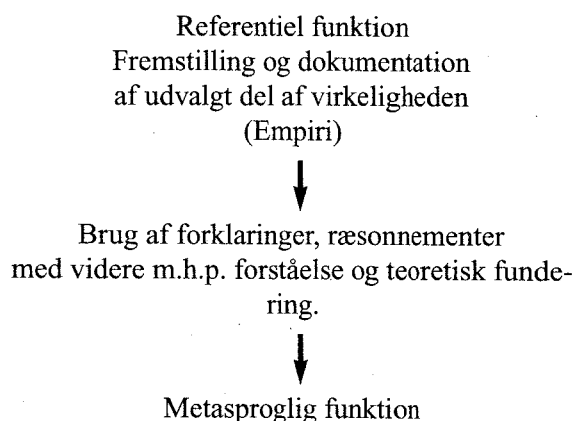 Referentiel funktion
Fremstilling og dokumentation
af udvalgt del af virkeligheden
(Empiri)
Brug af forklaringer, ræsonnementer
med videre m.h.p. forståelse og teoretisk funde-
ring.
Metasproglig funktion